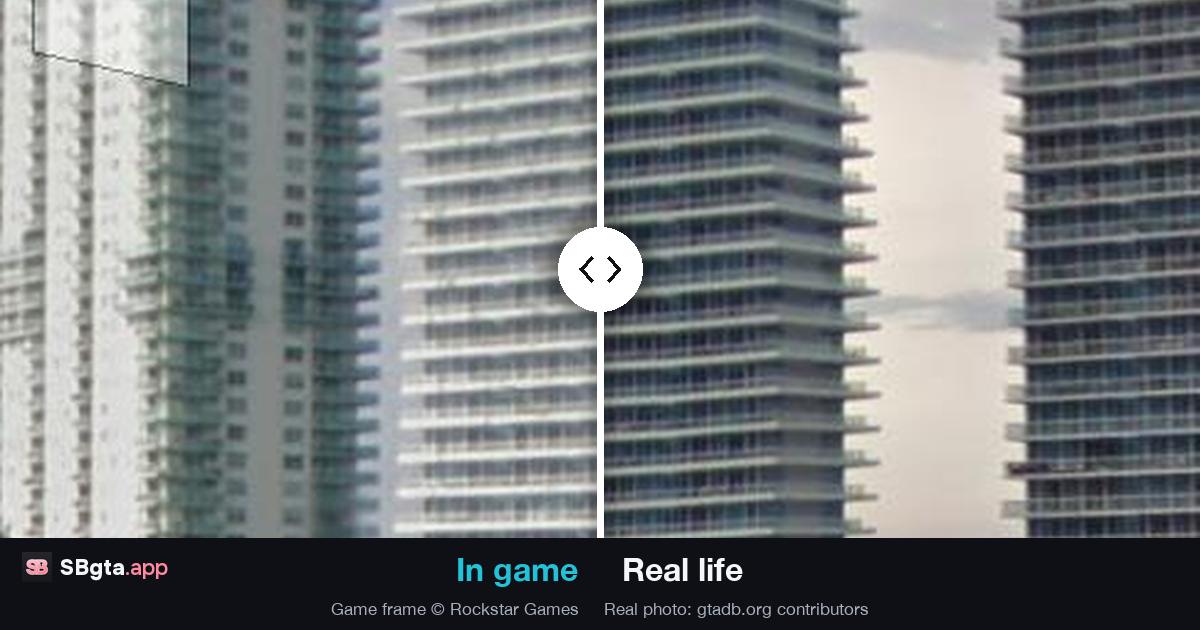 SB SBgta.app
In game Real life
Game frame © Rockstar Games Real photo: gtadb.org contributors